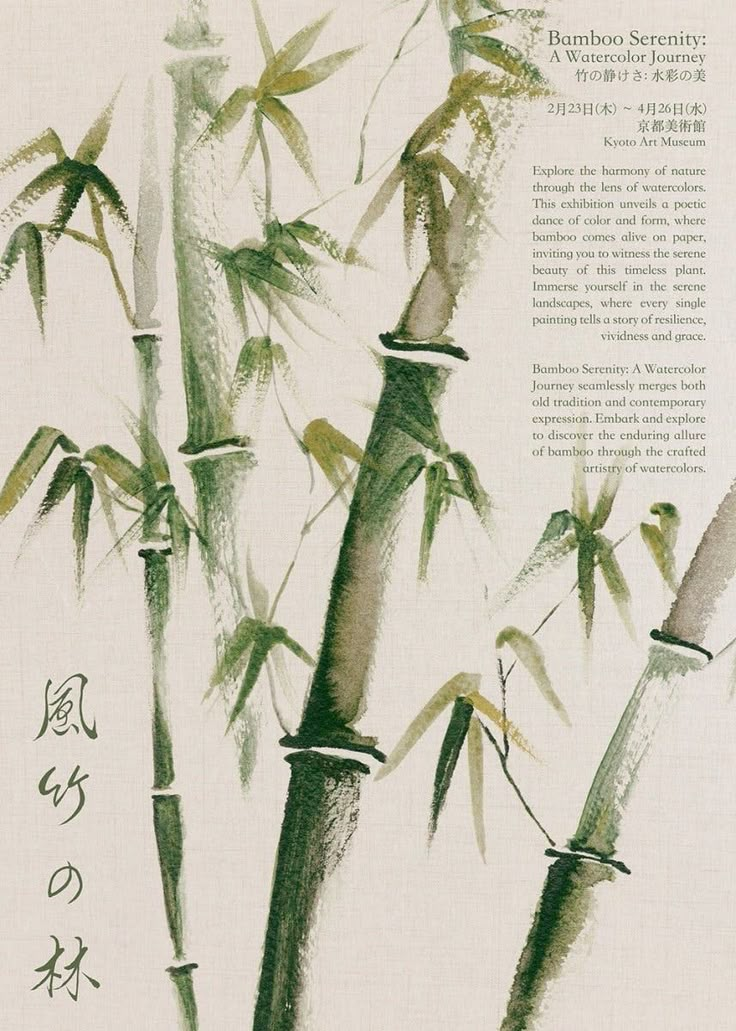 Bamboo Serenity:
A Watercolor Journey
竹の静けさ: 水彩の美
2月23日(木) ~ 4月26日(水)
京都美術館
Kyoto Art Museum
Explore the harmony of nature
through the lens of watercolors.
This exhibition unveils a poetic
dance of color and form, where
bamboo comes alive on paper,
inviting you to witness the serene
beauty of this timeless plant.
Immerse yourself in the serene
landscapes, where every single
painting tells a story of resilience,
vividness and grace.
Bamboo Serenity: A Watercolor
Journey seamlessly merges both
old tradition and contemporary
expression. Embark and explore
to discover the enduring allure
of bamboo through the crafted
artistry of watercolors.
風竹の林